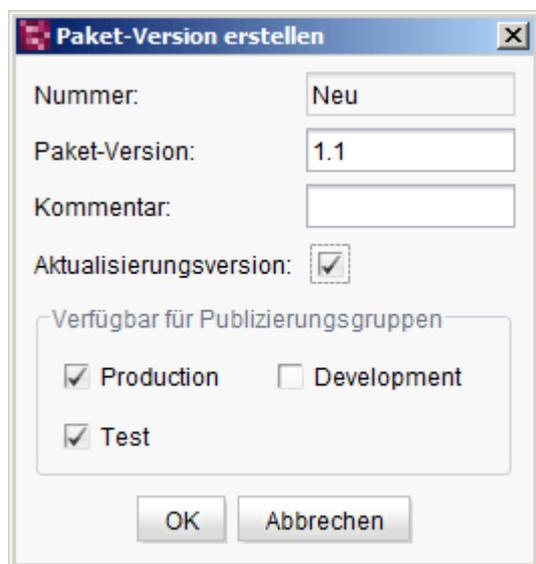 Paket-Version erstellen
Nummer: Neu
Paket-Version: 1.1
Kommentar:
Aktualisierungsversion:
Verfügbar für Publizierungsgruppen
Production Development
Test
OK Abbrechen